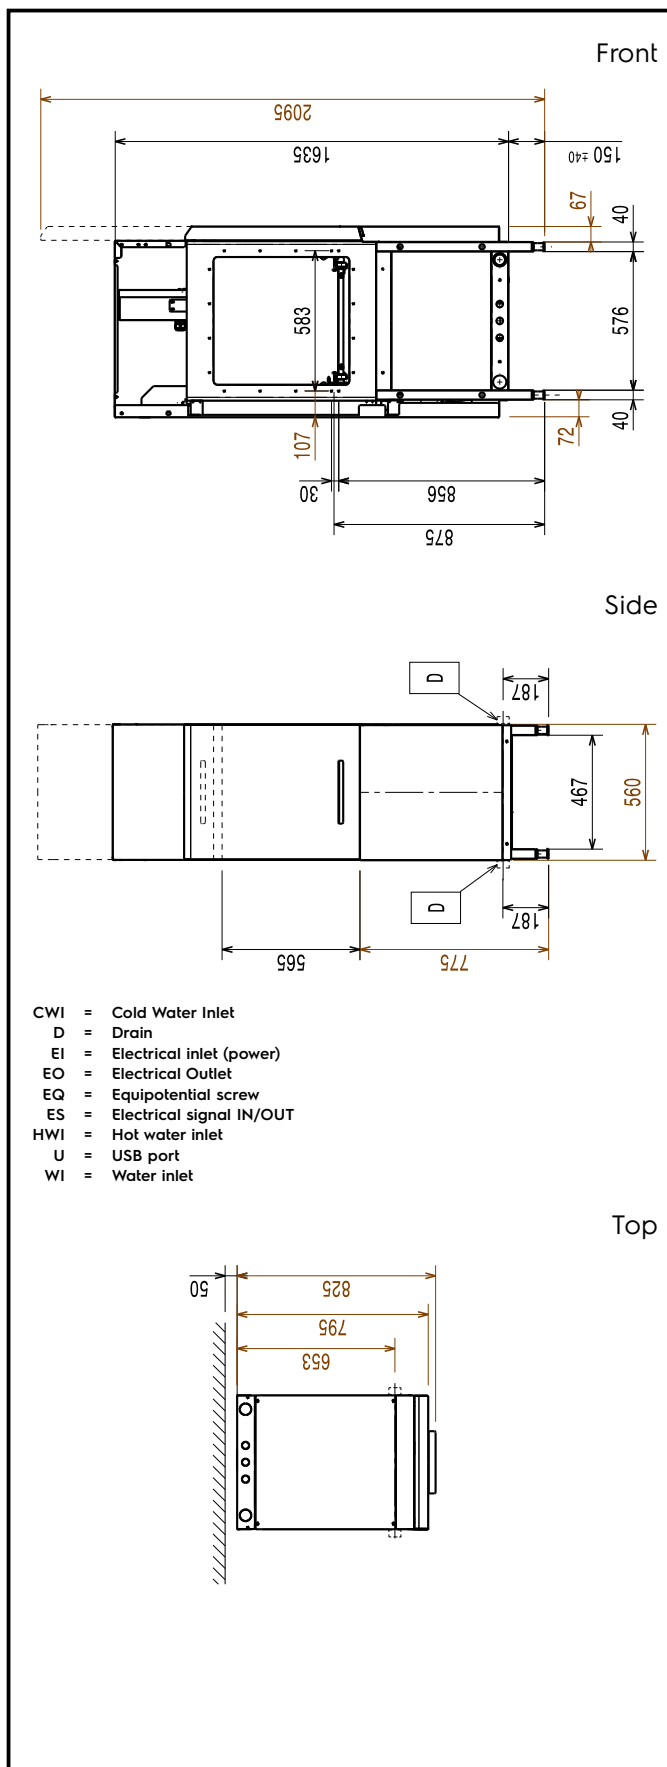 Front
2095
1635
150 ±40
67
40
583
576
107
72
40
30
856
875
Side
D
187
467
560
D
187
565
775
CWI = Cold Water Inlet
D = Drain
EI = Electrical inlet (power)
EO = Electrical Outlet
EQ = Equipotential screw
ES = Electrical signal IN/OUT
HWI = Hot water inlet
U = USB port
WI = Water inlet
Top
50
825
795
653